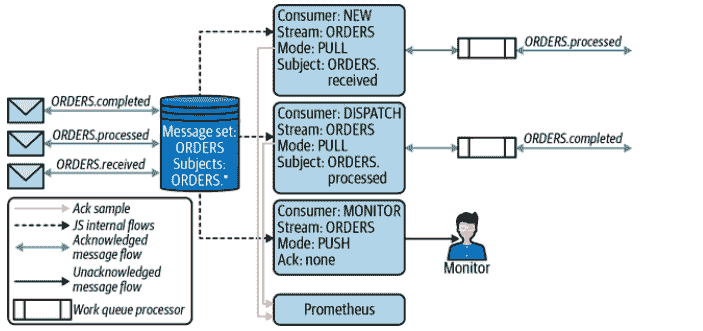 ORDERS.completed
ORDERS.processed
ORDERS.received
Message set:
ORDERS
Subjects:
ORDERS.*
Consumer: NEW
Stream: ORDERS
Mode: PULL
Subject: ORDERS.
received
ORDERS.processed
Consumer: DISPATCH
Stream: ORDERS
Mode: PULL
Subject: ORDERS.
processed
ORDERS.completed
Consumer: MONITOR
Stream: ORDERS
Mode: PUSH
Ack: none
Monitor
Prometheus
Ack sample
JS internal flows
Acknowledged
message flow
Unacknowledged
message flow
Work queue processor